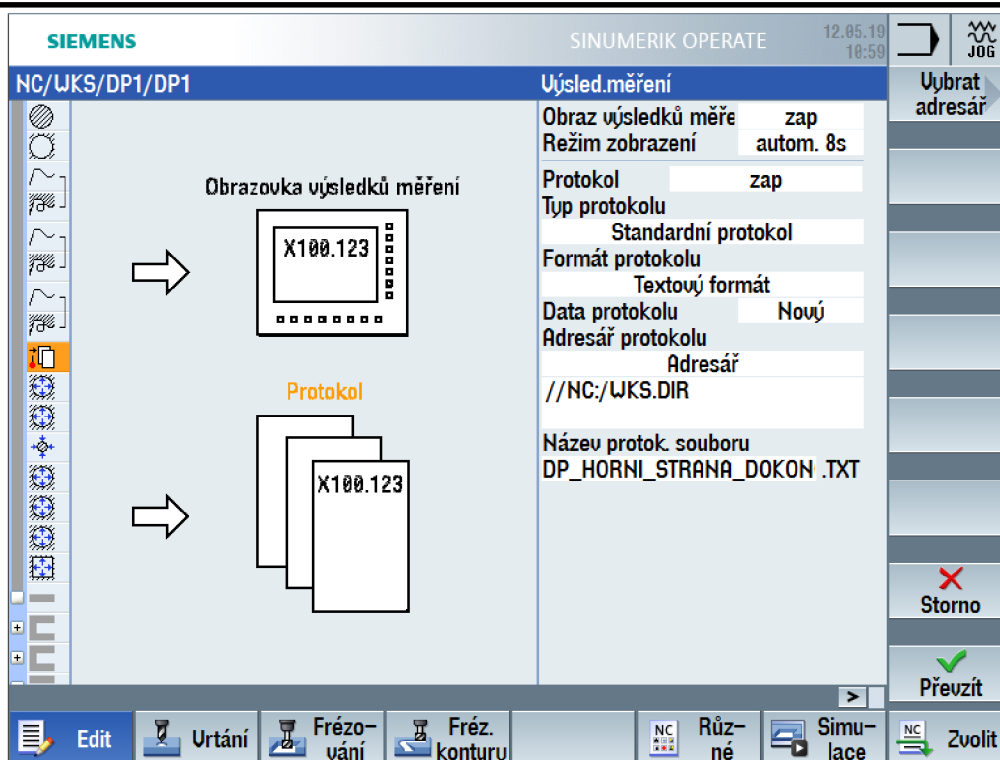 SIEMENS
SINUMERIK OPERATE
12.05.19
10:59
JOG
NC/WKS/DP1/DP1
Výsled.měření
Vybrat
adresář
Obraz výsledků měře zap
Režim zobrazení autom. 8s
Obrazovka výsledků měření
X100.123
Protokol zap
Typ protokolu
Standardní protokol
Formát protokolu
Textový formát
Data protokolu Nový
Adresář protokolu
Adresář
//NC:/WKS.DIR
Název protok. souboru
DP_HORNI_STRANA_DOKON .TXT
Protokol
X100.123
Storno
Převzít
>
Edit
Vrtání
Frézo-
vání
Fréz.
konturu
NC
Růz-
né
Simu-
lace
NC
Zvolit